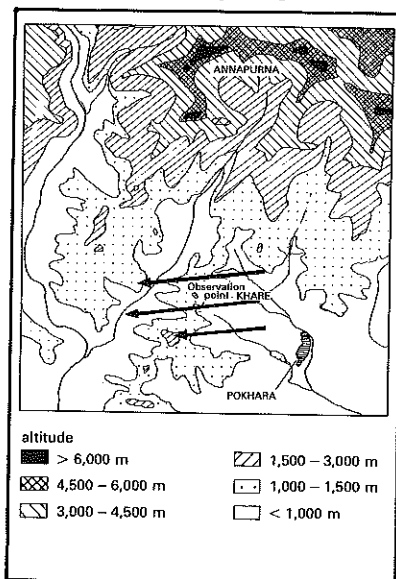 ANNAPURNA
Observation
point - KHARE
POKHARA
altitude
> 6,000 m
4,500 – 6,000 m
3,000 – 4,500 m
1,500 – 3,000 m
1,000 – 1,500 m
< 1,000 m